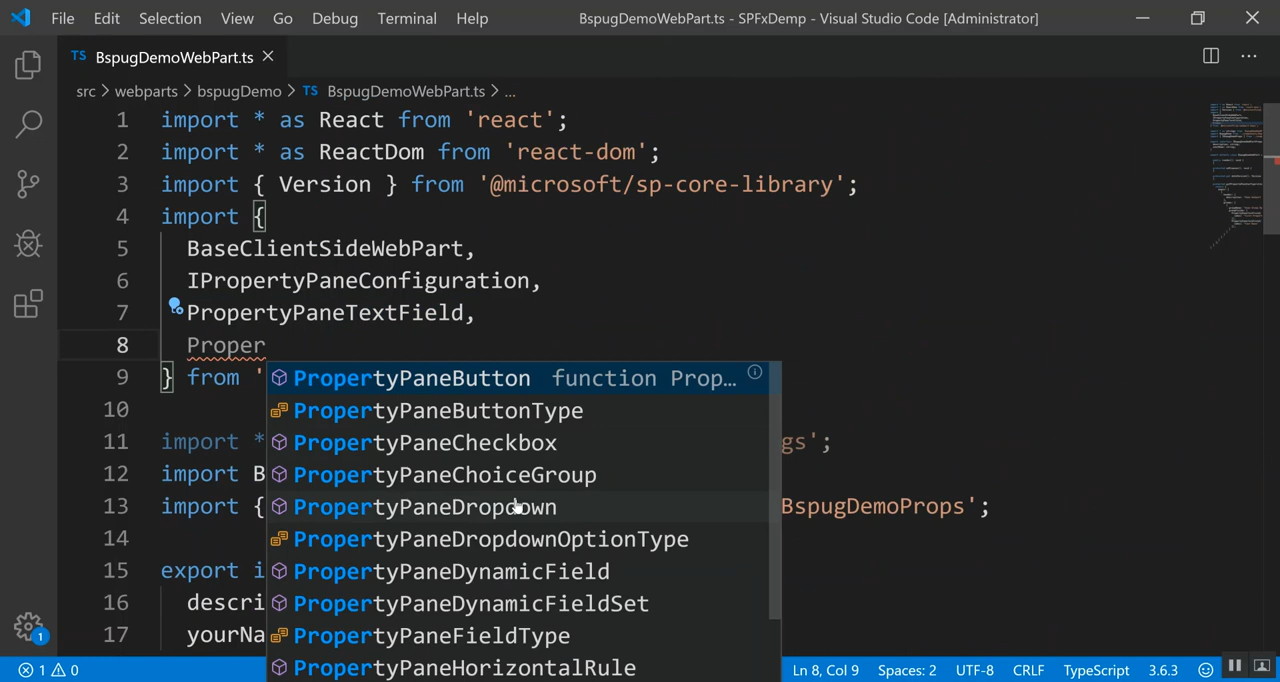 File Edit Selection View Go Debug Terminal Help BspugDemoWebPart.ts - SPFxDemp - Visual Studio Code [Administrator]
TS BspugDemoWebPart.ts
src > webparts > bspugDemo > TS BspugDemoWebPart.ts > ...
1 import * as React from 'react';
2 import * as ReactDom from 'react-dom';
3 import { Version } from '@microsoft/sp-core-library';
4 import {
5 BaseClientSideWebPart,
6 IPropertyPaneConfiguration,
7 PropertyPaneTextField,
8 Proper
9 } from '
PropertyPaneButton function Prop...
10
PropertyPaneButtonType
11 import * gs';
PropertyPaneCheckbox
12 import B
PropertyPaneChoiceGroup
13 import { BspugDemoProps';
PropertyPaneDropdown
14
PropertyPaneDropdownOptionType
15 export i
PropertyPaneDynamicField
16 descri
PropertyPaneDynamicFieldSet
17 yourNa
PropertyPaneFieldType
PropertyPaneHorizontalRule
1
1 0 Ln 8, Col 9 Spaces: 2 UTF-8 CRLF TypeScript 3.6.3